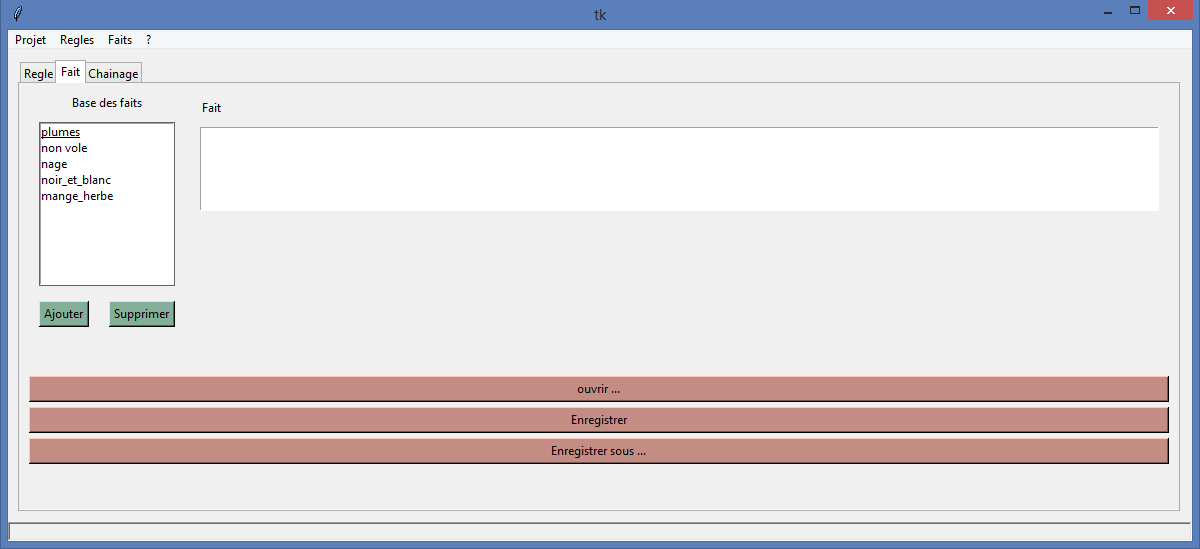 tk
Projet Regles Faits ?
Regle Fait Chainage
Base des faits
Fait
plumes
non vole
nage
noir_et_blanc
mange_herbe
Ajouter Supprimer
ouvrir ...
Enregistrer
Enregistrer sous ...